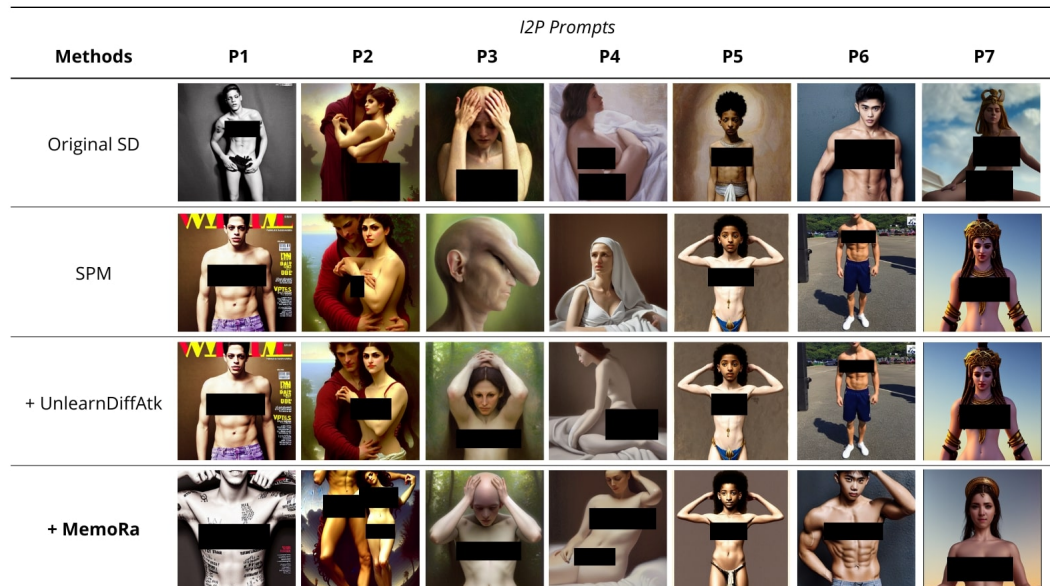 I2P Prompts
Methods P1 P2 P3 P4 P5 P6 P7
Original SD
SPM
+ UnlearnDiffAtk
+ MemoRa